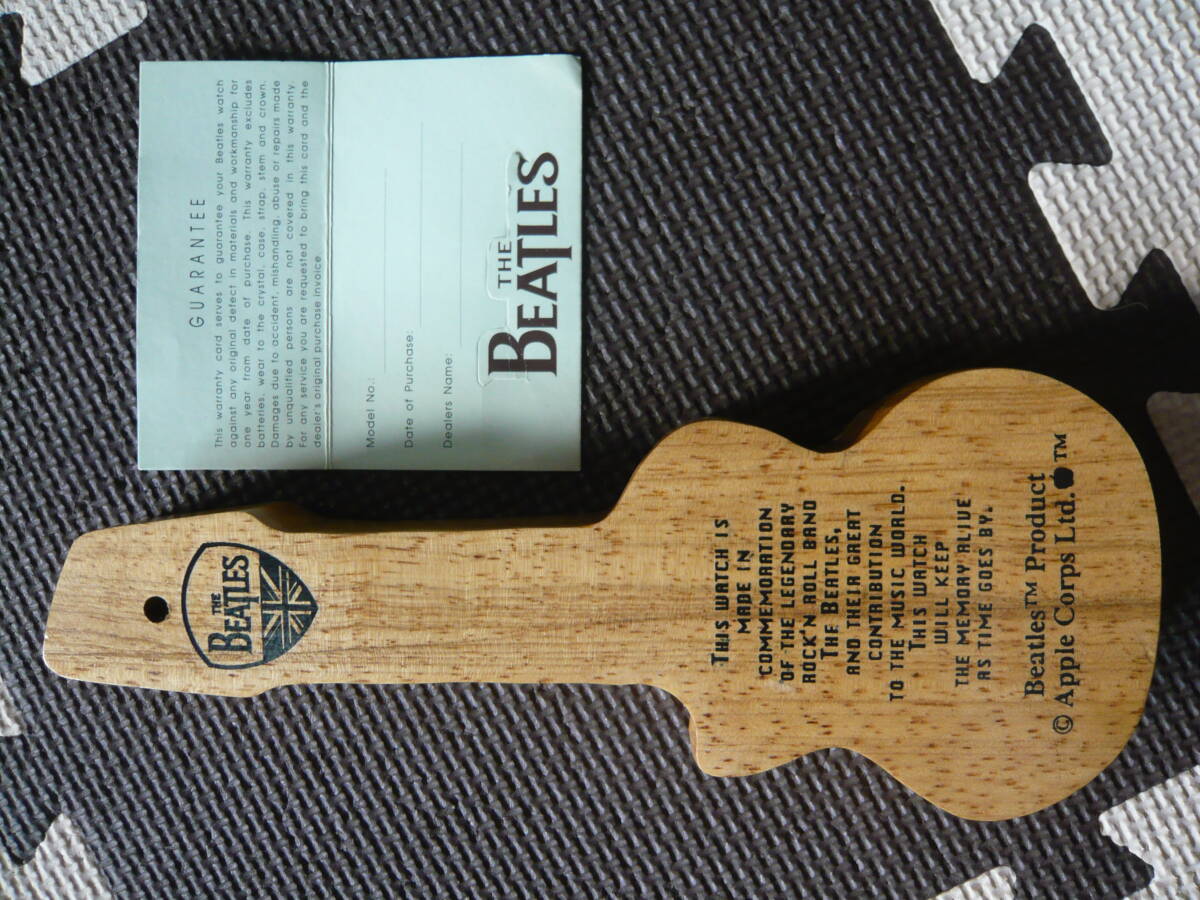 GUARANTEE
This warranty card serves to guarantee your Beatles watch
against any original defect in materials and workmanship for
one year from date of purchase. This warranty excludes
batteries, wear to the crystal, case, strap, stem and crown.
Damages due to accident, mishandling, abuse or repairs made
by unqualified persons are not covered in this warranty.
For any service you are requested to bring this card and the
dealer's original purchase invoice
Model No.:
Date of Purchase:
Dealers Name:
THE
BEATLES
THE
BEATLES
THIS WATCH IS
MADE IN
COMMEMORATION
OF THE LEGENDARY
ROCK'N ROLL BAND
THE BEATLES,
AND THEIR GREAT
CONTRIBUTION
TO THE MUSIC WORLD.
THIS WATCH
WILL KEEP
THE MEMORY ALIVE
AS TIME GOES BY.
Beatles™ Product
© Apple Corps Ltd. ™